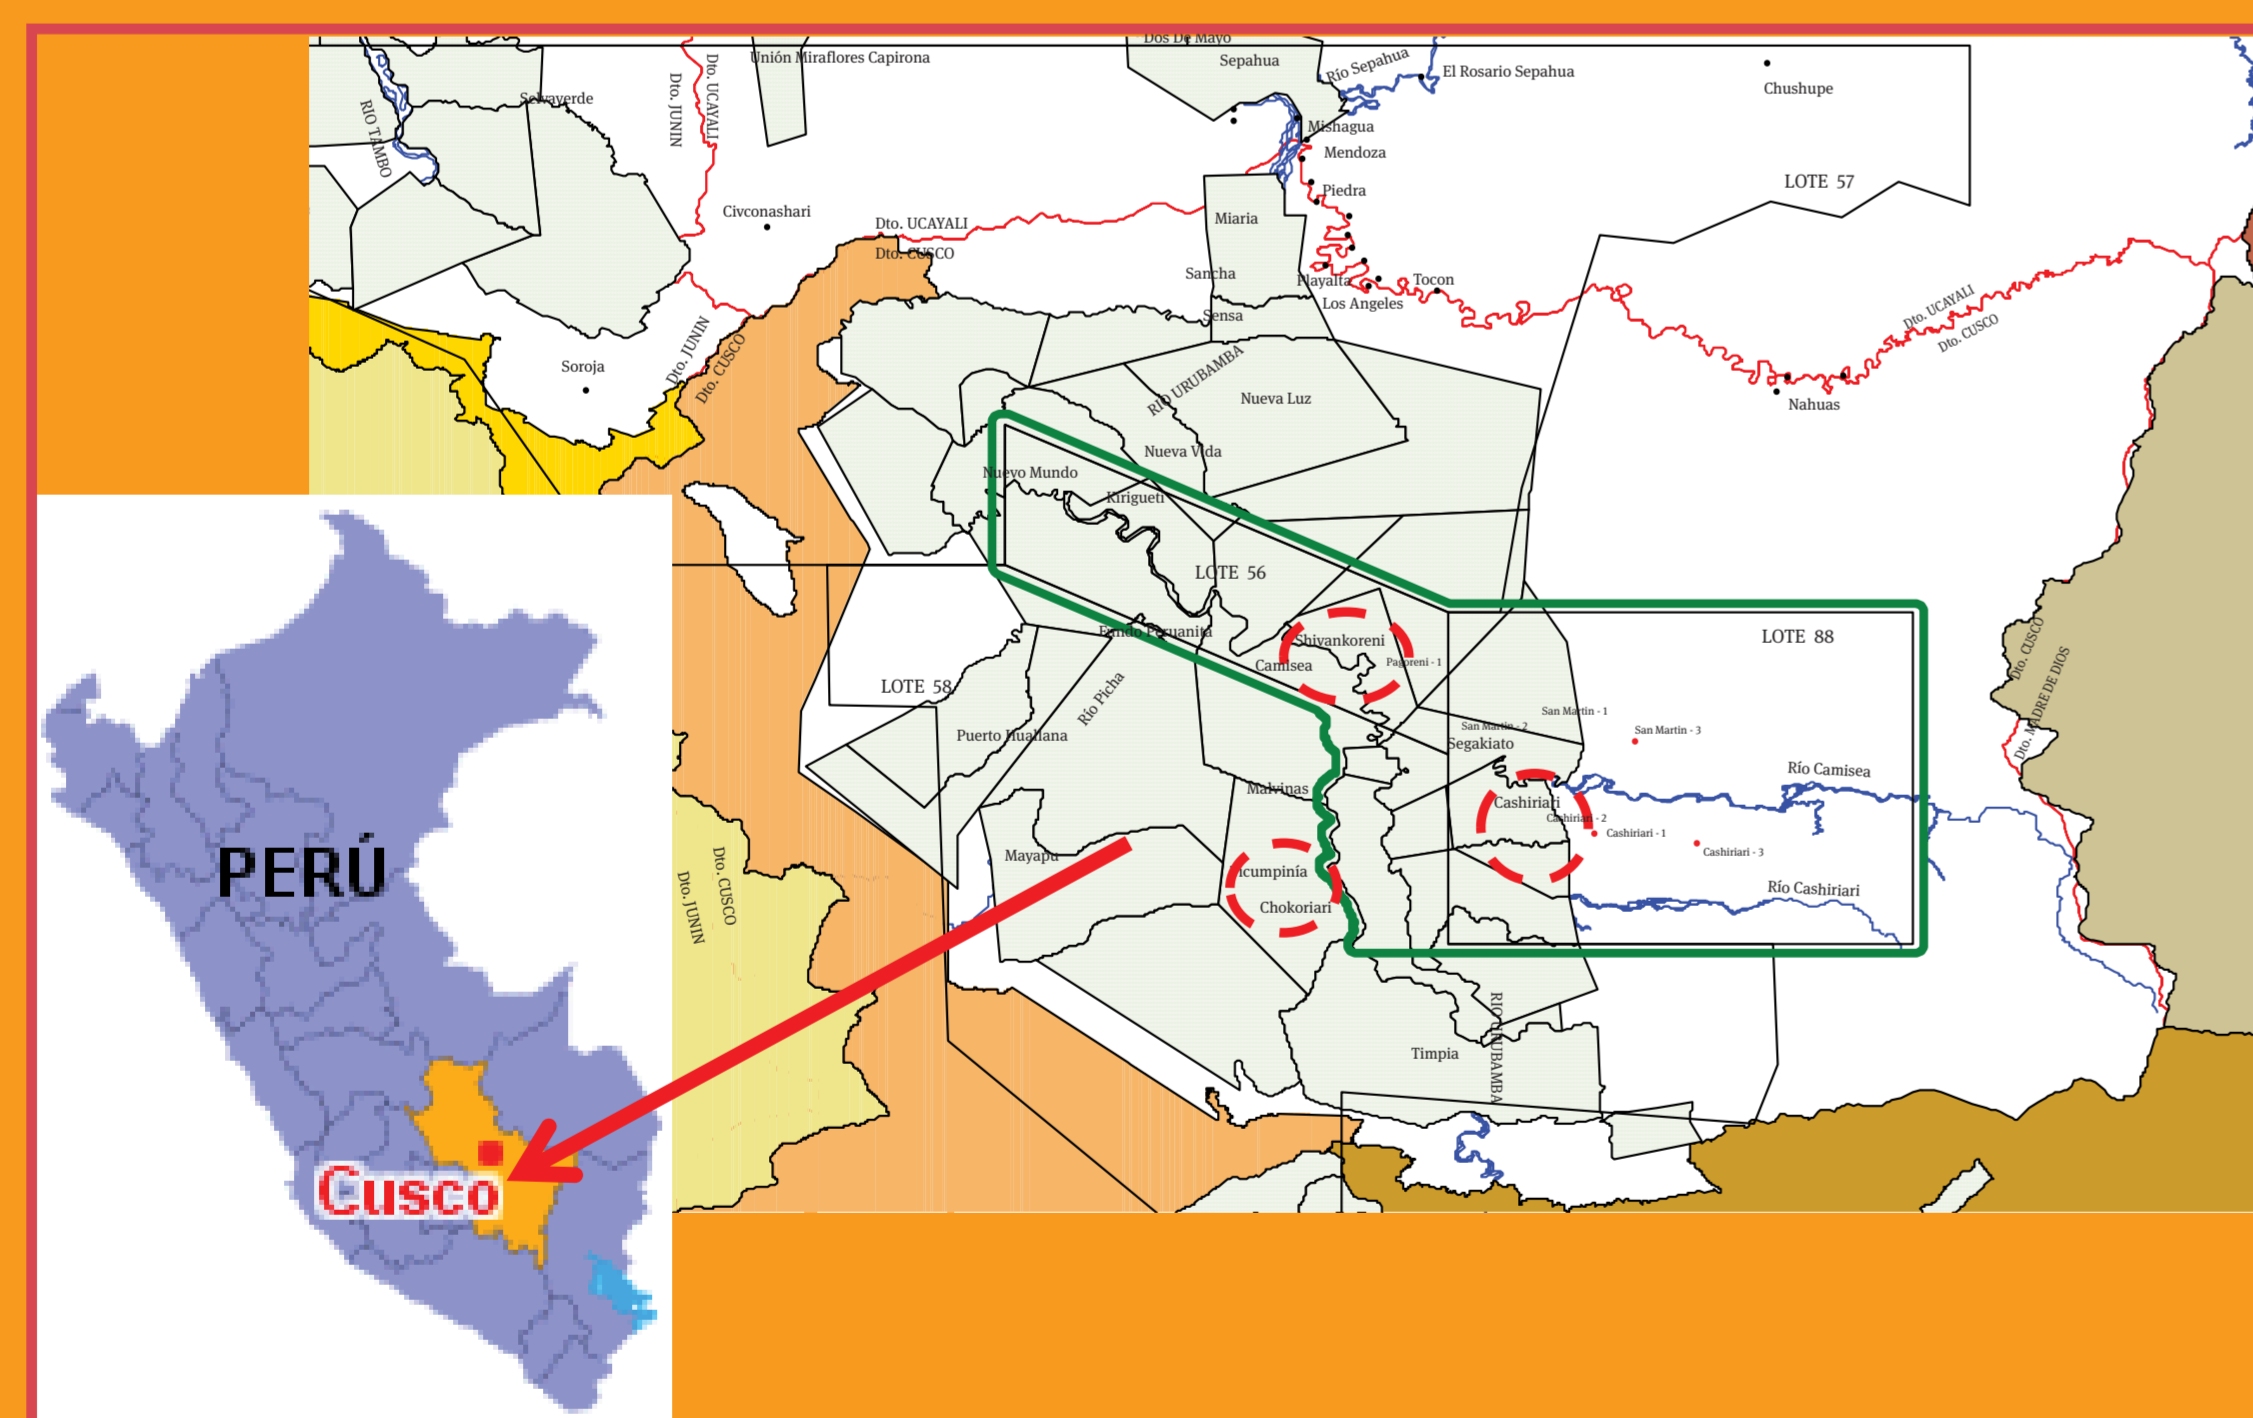 Dos De Mayo
Unión Miraflores Capirona
Sepahua
Río Sepahua
El Rosario Sepahua
Chushupe
Selvaverde
RIO TAMBO
Dto. JUNIN
Dto. UCAYALI
Mishagua
Mendoza
LOTE 57
Piedra
Civconashari
Dto. UCAYALI
Dto. CUSCO
Miaria
Sancha
Playalta
Tocon
Los Angeles
Sensa
Dto. UCAYALI
Dto. CUSCO
Soroja
Dto. JUNIN
Dto. CUSCO
RIO URUBAMBA
Nueva Luz
Nahuas
Nueva Vida
Nuevo Mundo
Kirigueti
LOTE 56
Fundo Peruanita
Shivankoreni
Camisea
Pagoreni - 1
LOTE 88
Dto. CUSCO
Dto. MADRE DE DIOS
LOTE 58
Río Picha
Puerto Huallana
San Martin - 1
San Martin - 2
San Martin - 3
Segakiato
Río Camisea
Malvinas
Cashiriari
Cashiriari - 2
Cashiriari - 1
Cashiriari - 3
Mayapu
Chokoriari
Río Cashiriari
Dto. CUSCO
Dto. JUNIN
Timpia
RIO URUBAMBA
PERÚ
Cusco